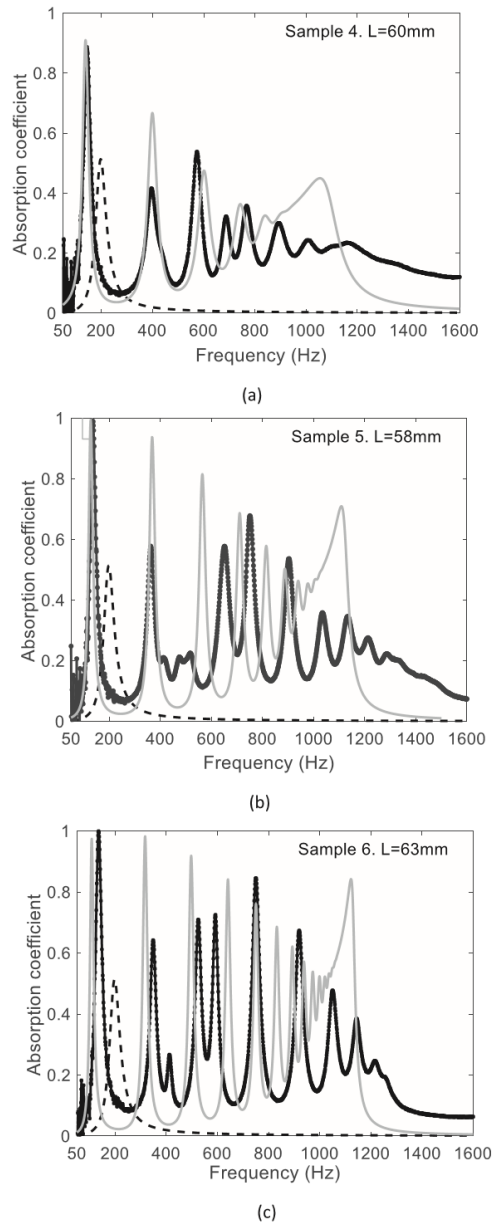 Sample 4. L=60mm
Absorption coefficient
1
0.8
0.6
0.4
0.2
0
50 200 400 600 800 1000 1200 1400 1600
Frequency (Hz)
(a)
Sample 5. L=58mm
Absorption coefficient
1
0.8
0.6
0.4
0.2
0
50 200 400 600 800 1000 1200 1400 1600
Frequency (Hz)
(b)
Sample 6. L=63mm
Absorption coefficient
1
0.8
0.6
0.4
0.2
0
50 200 400 600 800 1000 1200 1400 1600
Frequency (Hz)
(c)